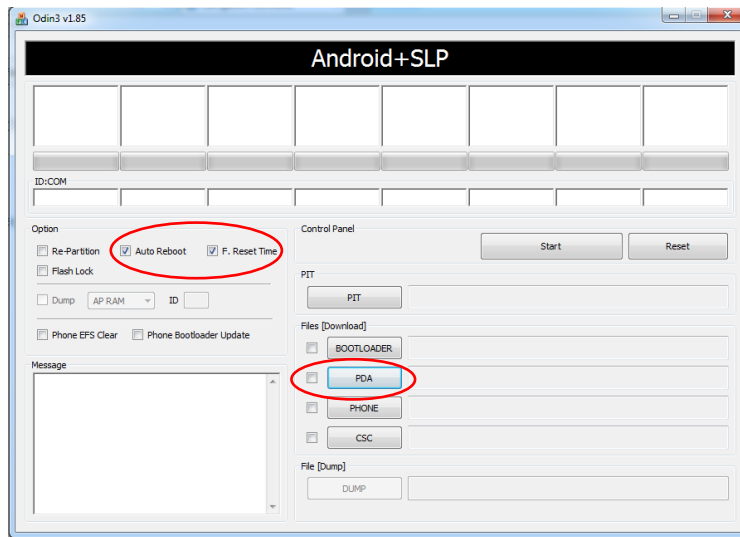 Odin3 v1.85
Android+SLP
ID:COM
Option
Re-Partition Auto Reboot F. Reset Time
Flash Lock
Dump AP RAM ID
Phone EFS Clear Phone Bootloader Update
Message
Control Panel
Start Reset
PIT
PIT
Files [Download]
BOOTLOADER
PDA
PHONE
CSC
File [Dump]
DUMP